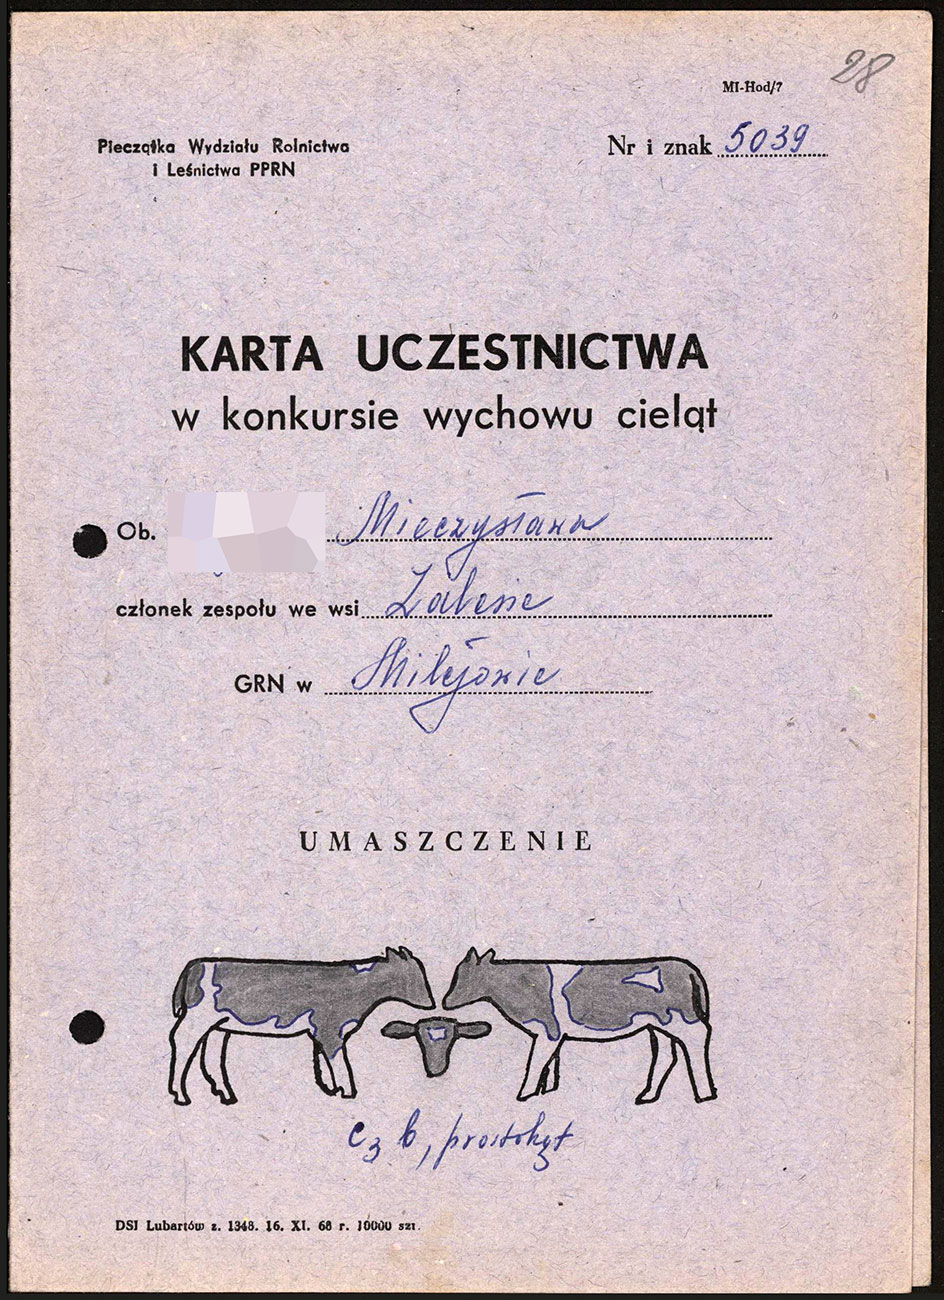 28
MI-Hod/7
Pieczątka Wydziału Rolnictwa
i Leśnictwa PPRN
Nr i znak 5039
KARTA UCZESTNICTWA
w konkursie wychowu cieląt
Ob. Mieczysława
członek zespołu we wsi Zalesie
GRN w Milejowie
UMASZCZENIE
cz b, prostokąt
DSI Lubartów z. 1348. 16. XI. 68 r. 10000 szt.